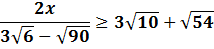 2x / (3√6 − √90) ≥ 3√10 + √54